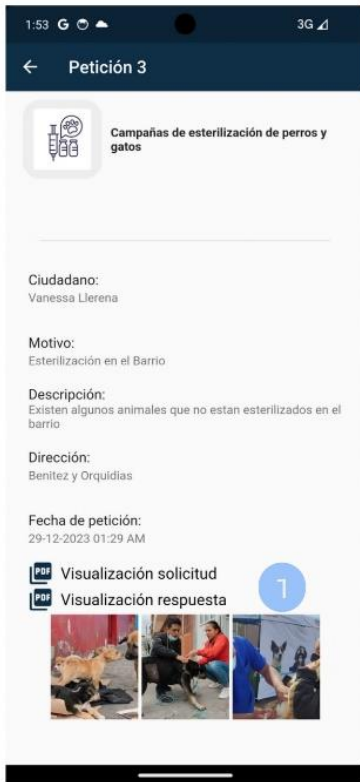 1:53 G 3G
Petición 3
Campañas de esterilización de perros y
gatos
Ciudadano:
Vanessa Llerena
Motivo:
Esterilización en el Barrio
Descripción:
Existen algunos animales que no estan esterilizados en el
barrio
Dirección:
Benitez y Orquidias
Fecha de petición:
29-12-2023 01:29 AM
PDF Visualización solicitud
1
PDF Visualización respuesta